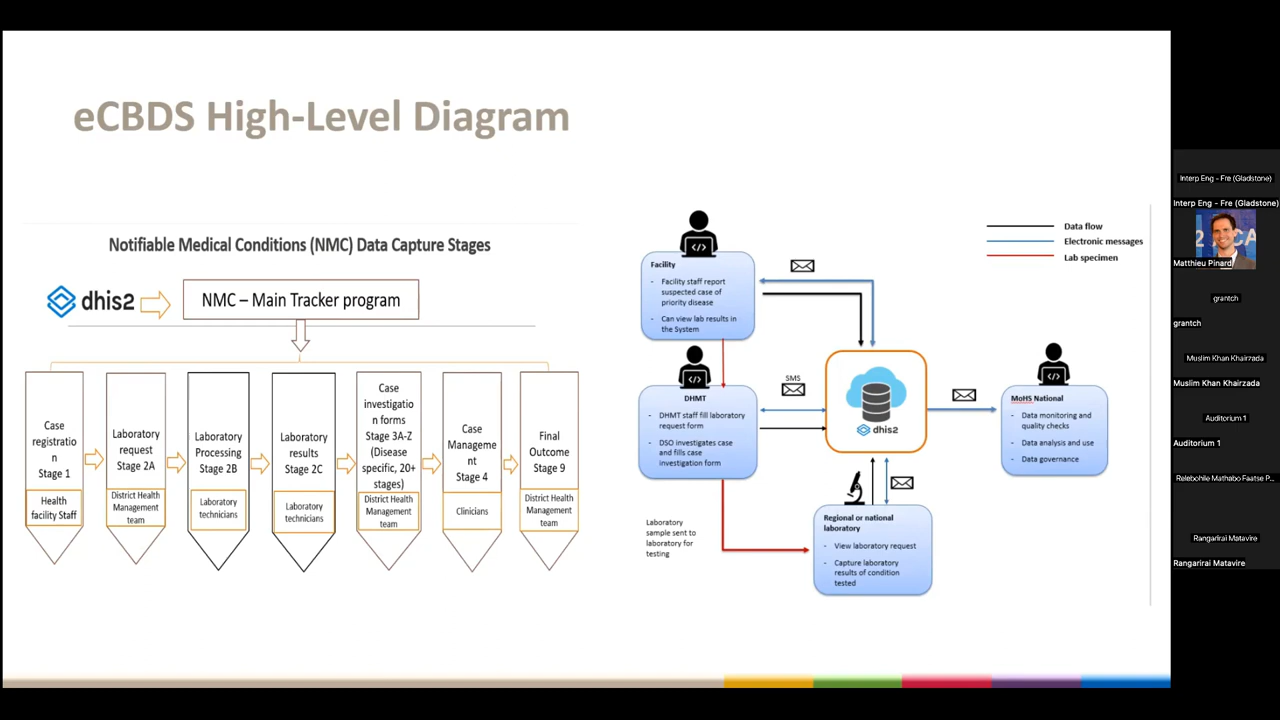 eCBDS High-Level Diagram
Notifiable Medical Conditions (NMC) Data Capture Stages
dhis2
NMC – Main Tracker program
Case
registratio
n
Stage 1
Health
facility Staff
Laboratory
request
Stage 2A
District Health
Management
team
Laboratory
Processing
Stage 2B
Laboratory
technicians
Laboratory
results
Stage 2C
Laboratory
technicians
Case
investigatio
n forms
Stage 3A-Z
(Disease
specific, 20+
stages)
District Health
Management
team
Case
Manageme
nt
Stage 4
Clinicians
Final
Outcome
Stage 9
District Health
Management
team
Data flow
Electronic messages
Lab specimen
Facility
- Facility staff report
suspected case of
priority disease
- Can view lab results in
the System
DHMT
- DHMT staff fill laboratory
request form
- DSO investigates case
and fills case
investigation form
SMS
dhis2
MoHS National
- Data monitoring and
quality checks
- Data analysis and use
- Data governance
Laboratory
sample sent to
laboratory for
testing
Regional or national
laboratory
- View laboratory request
- Capture laboratory
results of condition
tested
Interp Eng - Fre (Gladstone)
Interp Eng - Fre (Gladstone)
Matthieu Pinard
grantch
grantch
Muslim Khan Khairzada
Muslim Khan Khairzada
Auditorium 1
Auditorium 1
Relebohile Mathabo Faatse P...
Rangarirai Matavire
Rangarirai Matavire